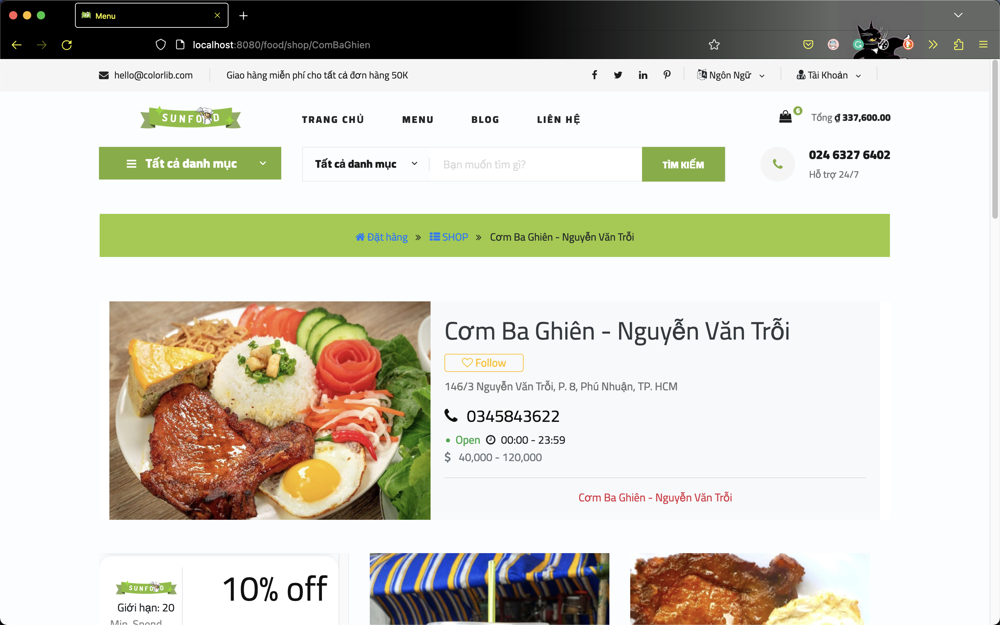 Menu
localhost:8080/food/shop/ComBaGhien
hello@colorlib.com
Giao hàng miễn phí cho tất cả đơn hàng 50K
Ngôn Ngữ
Tài Khoản
SUNFOOD
TRANG CHỦ
MENU
BLOG
LIÊN HỆ
6
Tổng ₫ 337,600.00
Tất cả danh mục
Tất cả danh mục
Bạn muốn tìm gì?
TÌM KIẾM
024 6327 6402
Hỗ trợ 24/7
Đặt hàng » SHOP » Cơm Ba Ghiên - Nguyễn Văn Trỗi
Cơm Ba Ghiên - Nguyễn Văn Trỗi
Follow
146/3 Nguyễn Văn Trỗi, P. 8, Phú Nhuận, TP. HCM
0345843622
Open 00:00 - 23:59
$ 40,000 - 120,000
Cơm Ba Ghiên - Nguyễn Văn Trỗi
SUNFOOD
10% off
Giới hạn: 20
Min. Spend